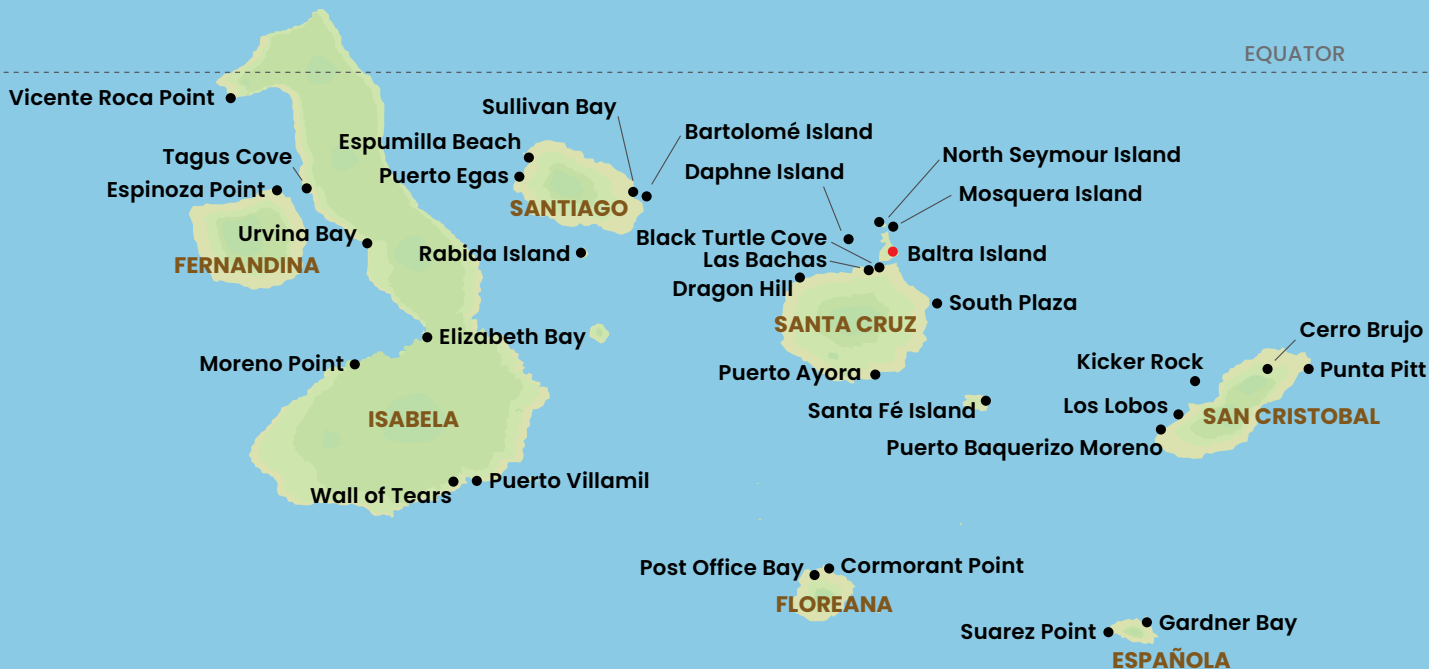 EQUATOR
Vicente Roca Point
Sullivan Bay
Bartolomé Island
Espumilla Beach
North Seymour Island
Tagus Cove
Daphne Island
Puerto Egas
Espinoza Point
Mosquera Island
SANTIAGO
Urvina Bay
Black Turtle Cove
Rabida Island
Baltra Island
Las Bachas
FERNANDINA
Dragon Hill
South Plaza
SANTA CRUZ
Cerro Brujo
Elizabeth Bay
Moreno Point
Kicker Rock
Punta Pitt
Puerto Ayora
Los Lobos
Santa Fé Island
SAN CRISTOBAL
ISABELA
Puerto Baquerizo Moreno
Puerto Villamil
Wall of Tears
Post Office Bay
Cormorant Point
FLOREANA
Gardner Bay
Suarez Point
ESPAÑOLA